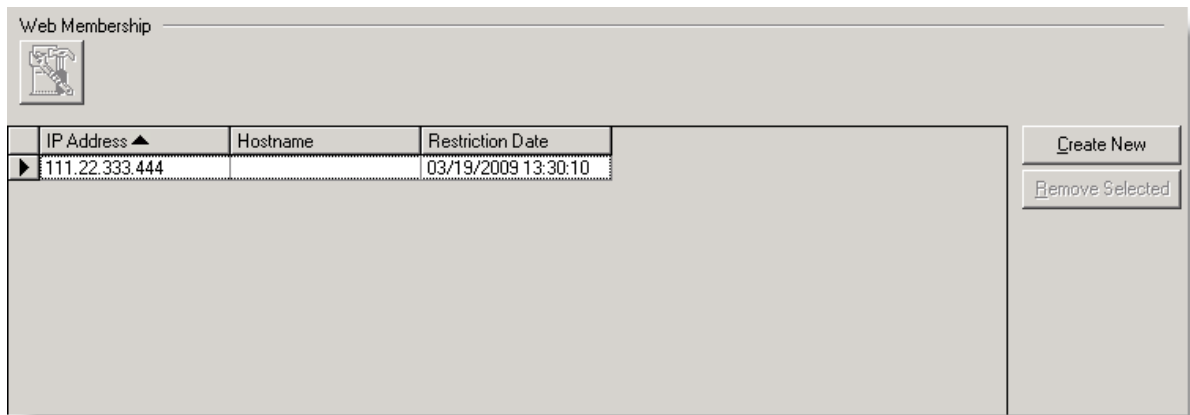 Web Membership
IP Address Hostname Restriction Date
111.22.333.444 03/19/2009 13:30:10
Create New
Remove Selected